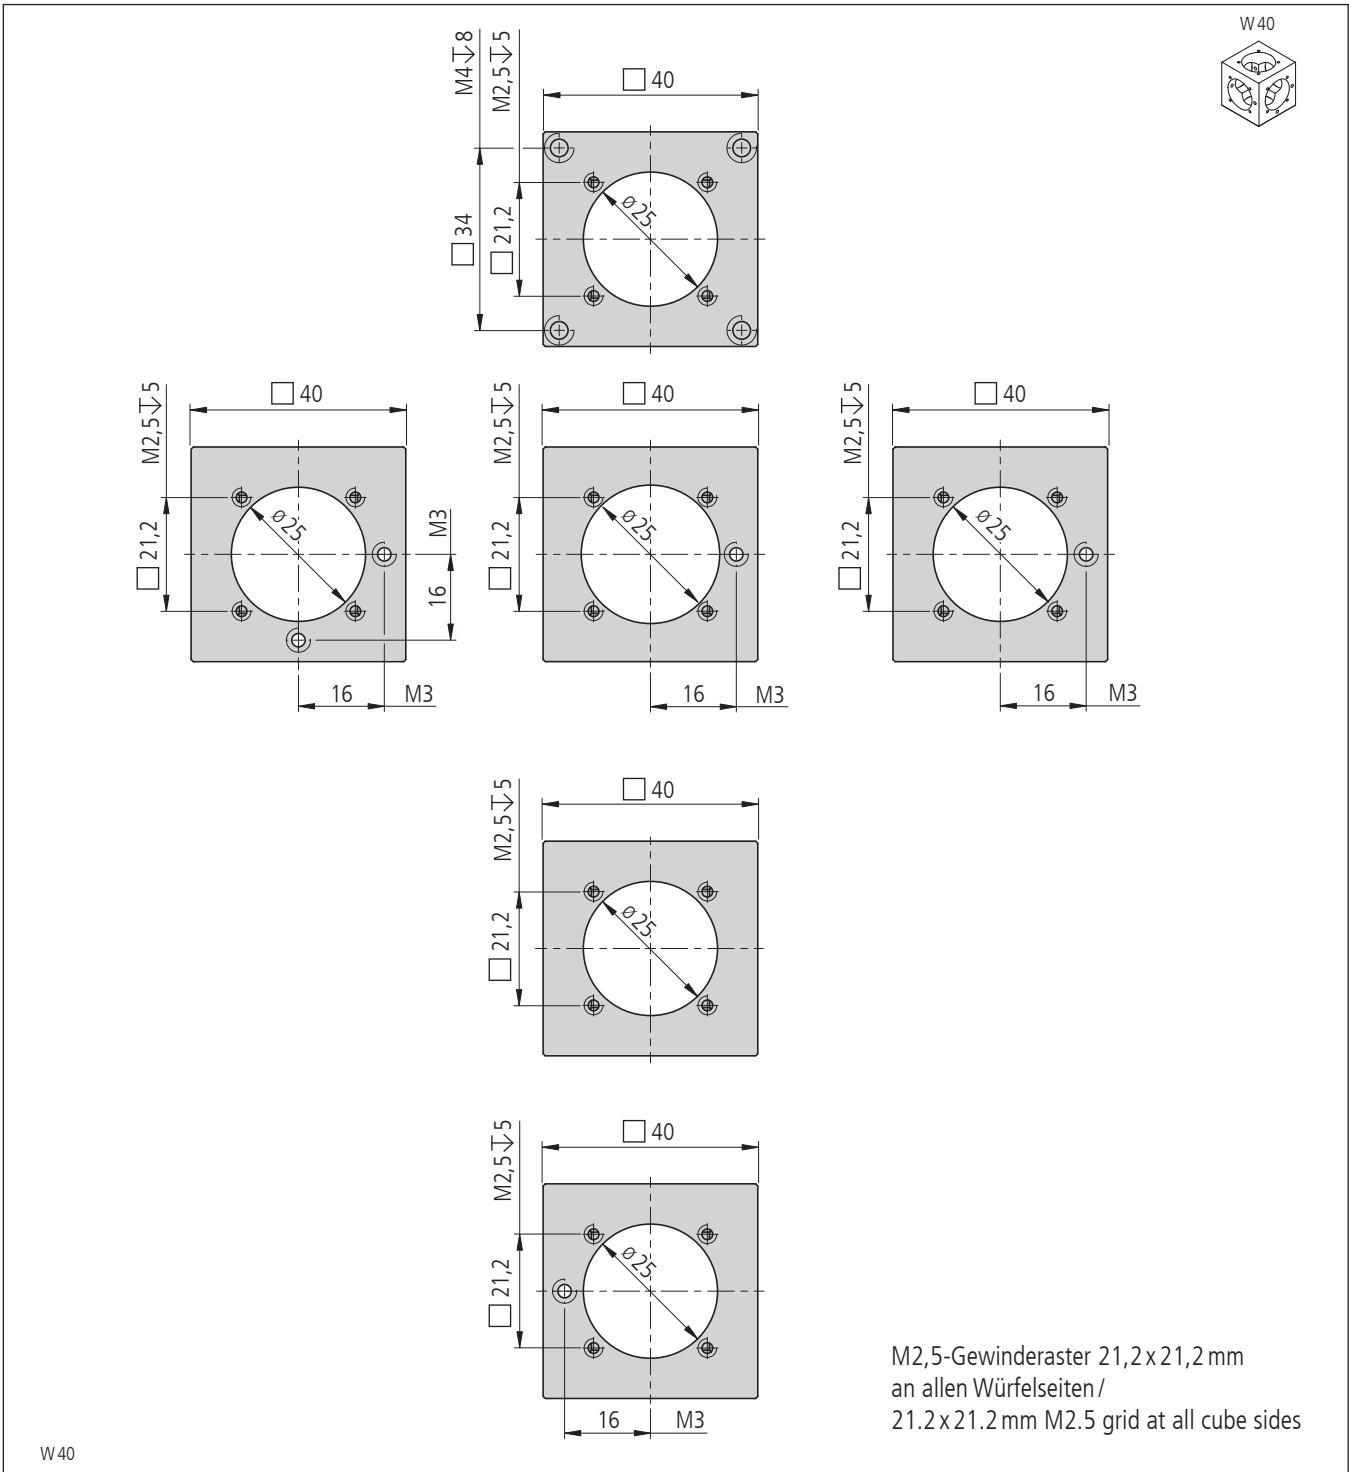 W 40
M4↧8
M2,5↧5
□ 40
□ 34
□ 21,2
Ø 25
□ 40
M2,5↧5
□ 21,2
Ø 25
M3
16
16 M3
□ 40
M2,5↧5
□ 21,2
Ø 25
16 M3
□ 40
M2,5↧5
□ 21,2
Ø 25
16 M3
□ 40
M2,5↧5
□ 21,2
Ø 25
□ 40
M2,5↧5
□ 21,2
Ø 25
16 M3
M2,5-Gewinderaster 21,2 x 21,2 mm
an allen Würfelseiten /
21.2 x 21.2 mm M2.5 grid at all cube sides
W 40